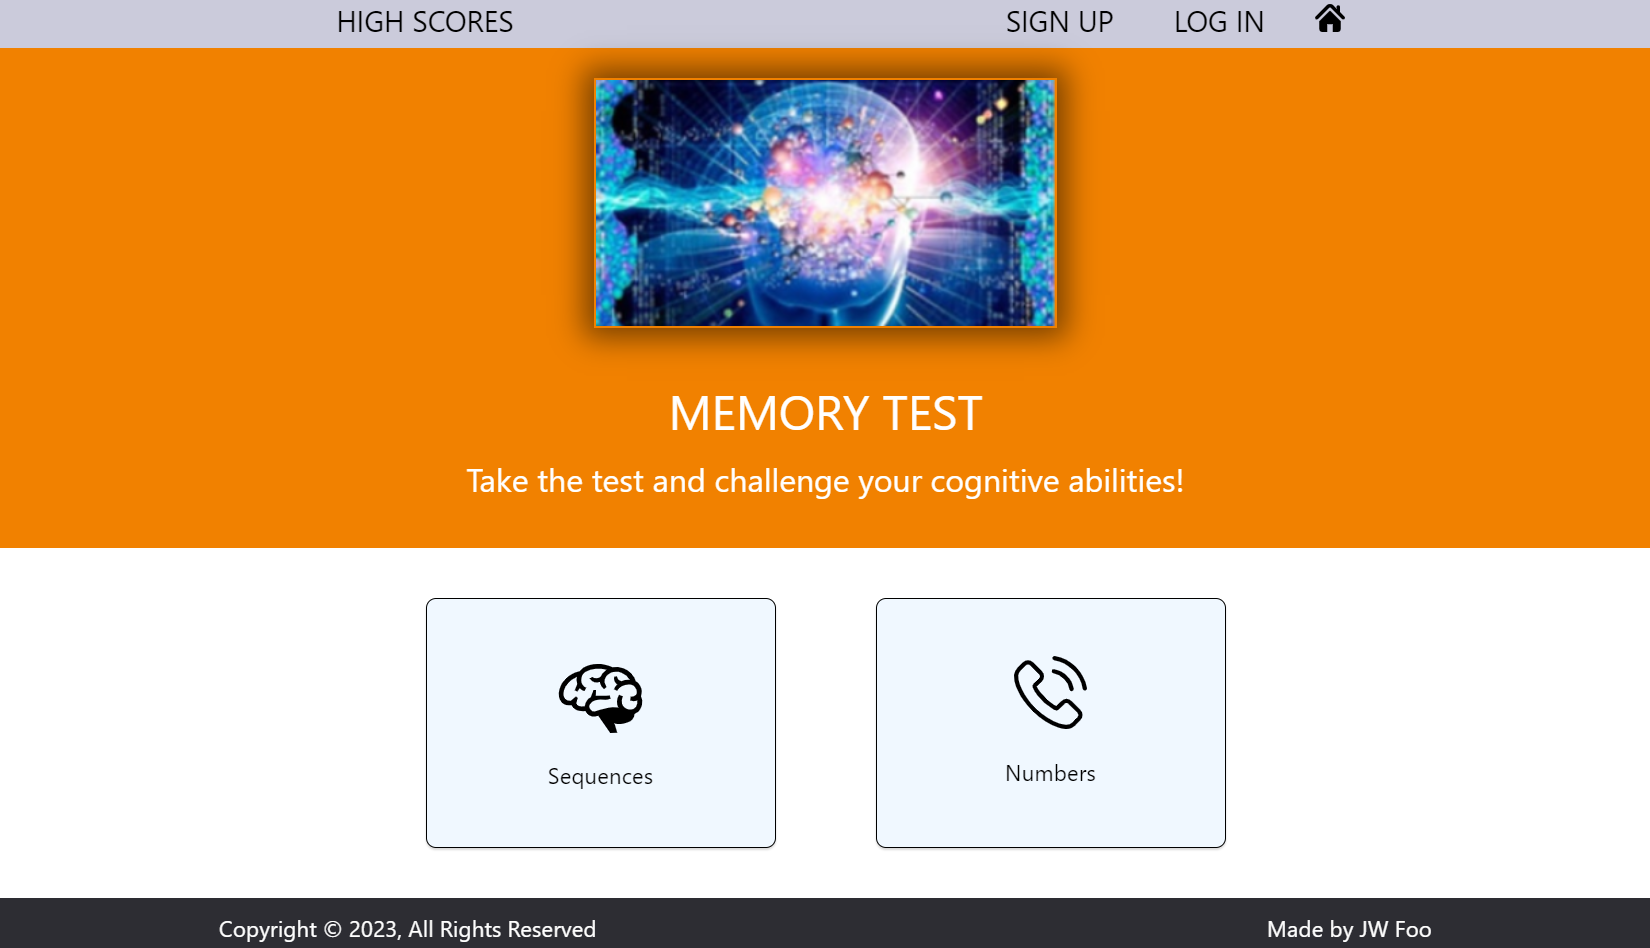 HIGH SCORES SIGN UP LOG IN
MEMORY TEST
Take the test and challenge your cognitive abilities!
Sequences
Numbers
Copyright © 2023, All Rights Reserved
Made by JW Foo